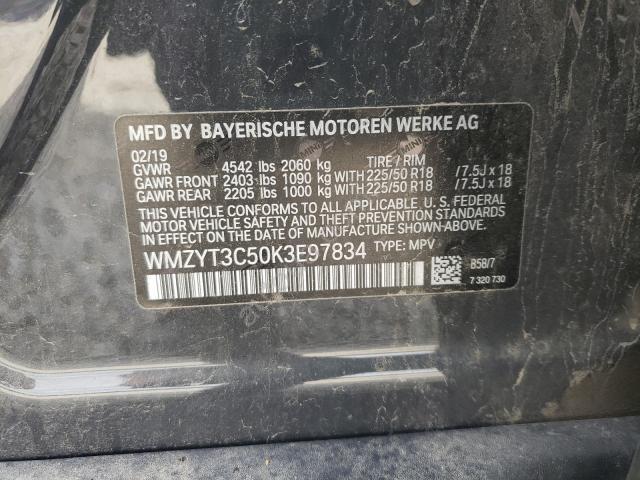 MFD BY BAYERISCHE MOTOREN WERKE AG
02/19
GVWR 4542 lbs 2060 kg TIRE / RIM
GAWR FRONT 2403 lbs 1090 kg WITH 225/50 R18 /7.5J x 18
GAWR REAR 2205 lbs 1000 kg WITH 225/50 R18 /7.5J x 18
THIS VEHICLE CONFORMS TO ALL APPLICABLE U. S. FEDERAL
MOTOR VEHICLE SAFETY AND THEFT PREVENTION STANDARDS
IN EFFECT ON THE DATE OF MANUFACTURE SHOWN-ABOVE.
WMZYT3C50K3E97834 TYPE: MPV
B58/7
7 320 730